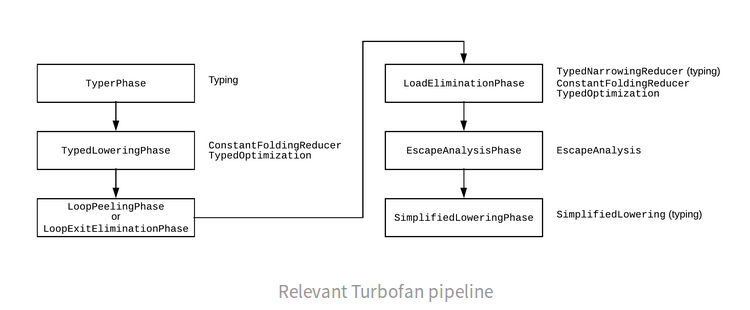 TyperPhase
Typing
TypedLoweringPhase
ConstantFoldingReducer
TypedOptimization
LoopPeelingPhase
or
LoopExitEliminationPhase
LoadEliminationPhase
TypedNarrowingReducer (typing)
ConstantFoldingReducer
TypedOptimization
EscapeAnalysisPhase
EscapeAnalysis
SimplifiedLoweringPhase
SimplifiedLowering (typing)
Relevant Turbofan pipeline